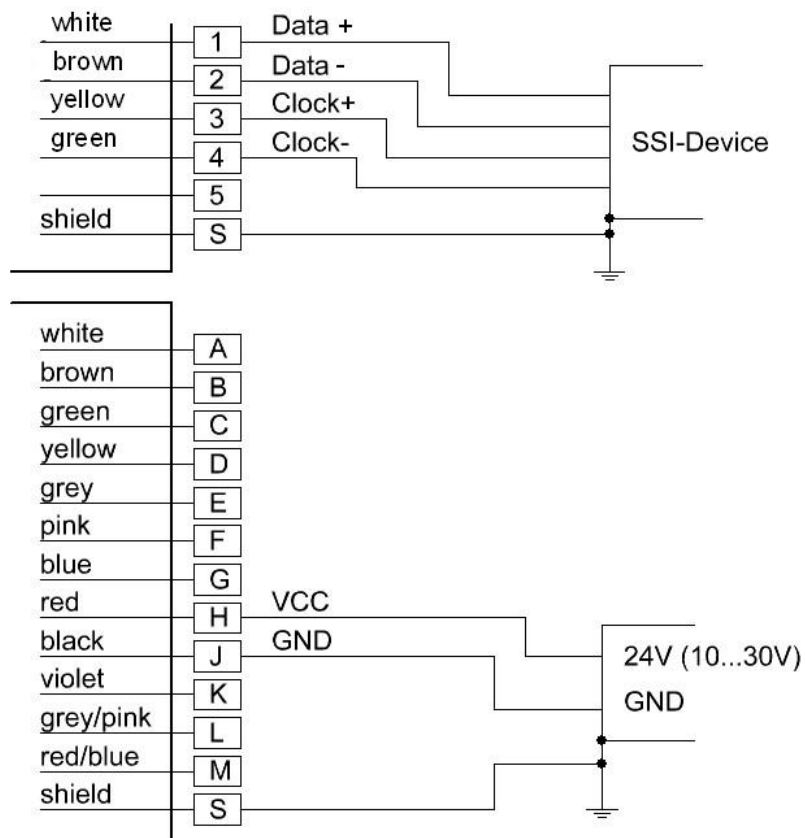 white 1 Data +
brown 2 Data -
yellow 3 Clock+
green 4 Clock-
SSI-Device
5
shield S
white A
brown B
green C
yellow D
grey E
pink F
blue G
red H VCC
black J GND
24V (10...30V)
violet K
GND
grey/pink L
red/blue M
shield S